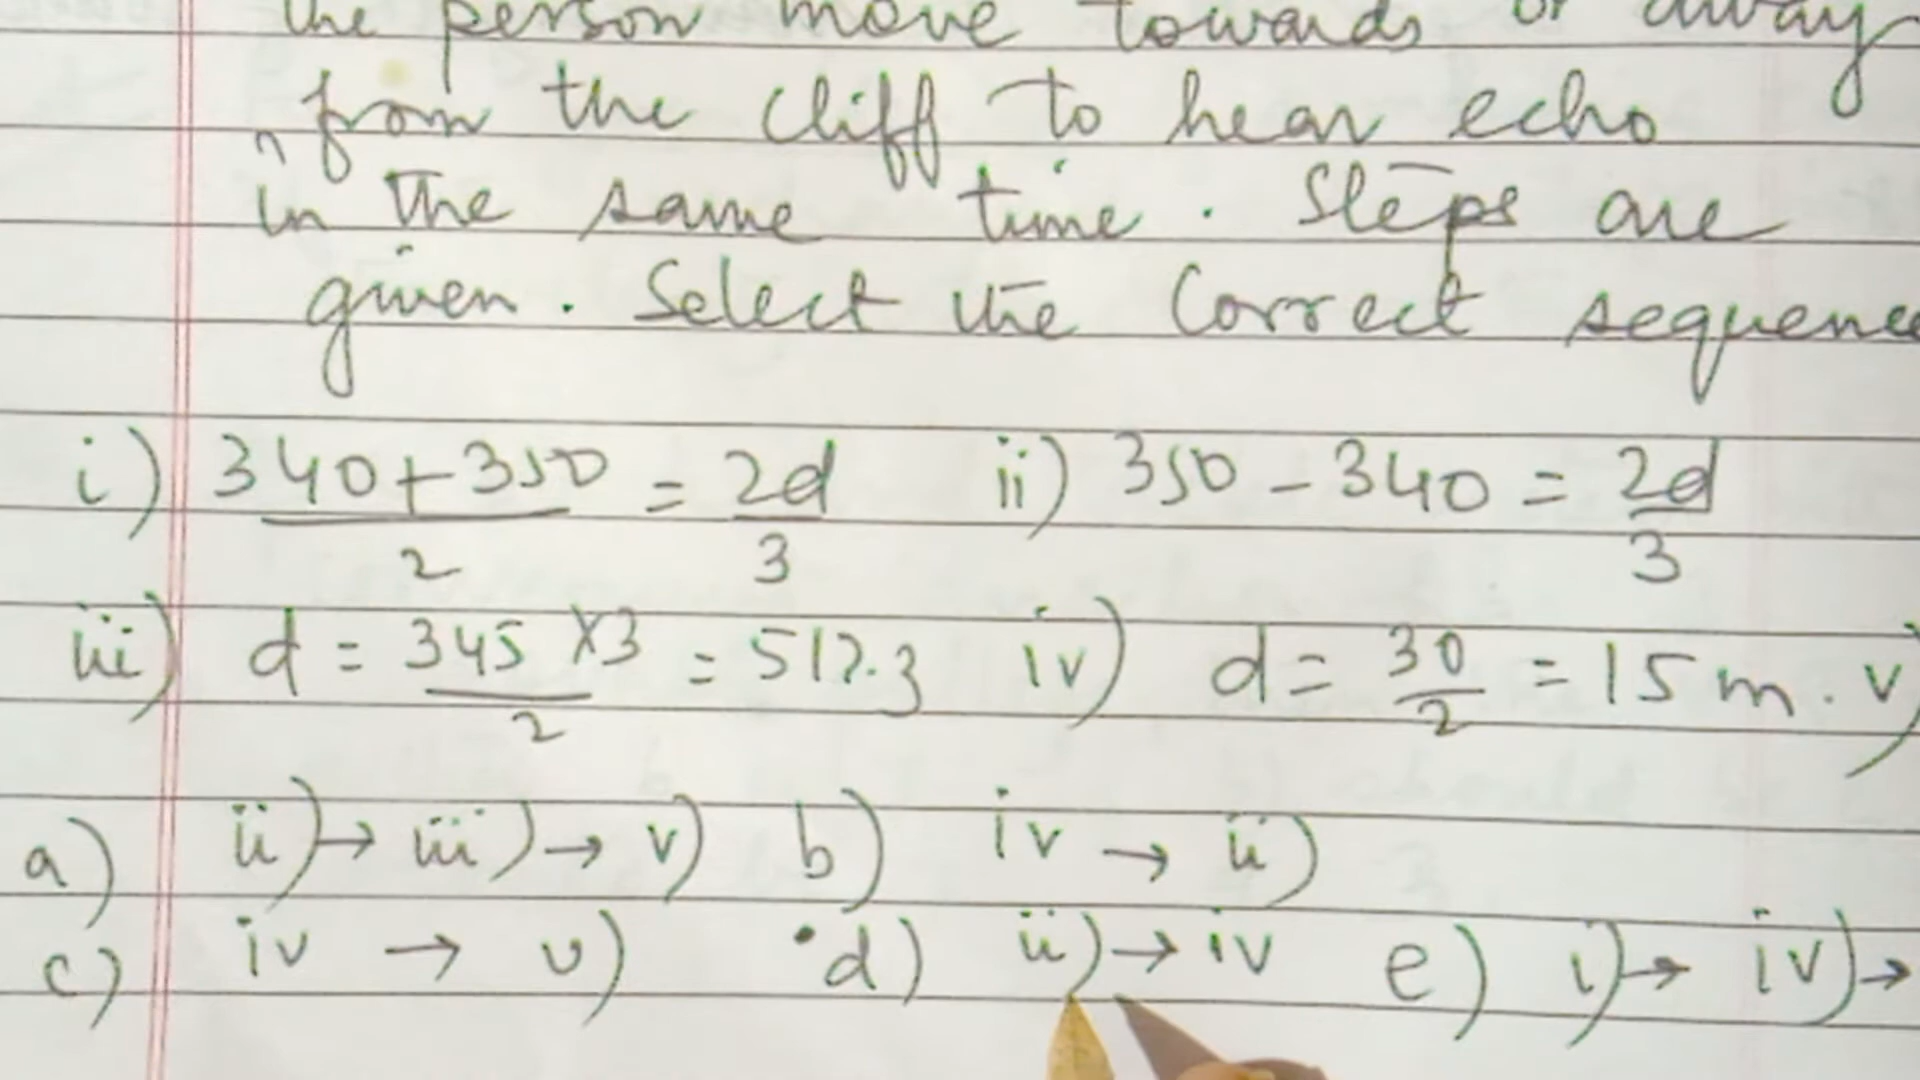 the person move towards or away
from the cliff to hear echo
in the same time. Steps are
given. Select the Correct sequence
i) 340+350/2 = 2d/3 ii) 350 - 340 = 2d/3
iii) d = 345 X3/2 = 517.3 iv) d = 30/2 = 15 m. v)
a) ii) → iii) → v) b) iv → ii)
c) iv → v) d) ii) → iv e) i) → iv) →